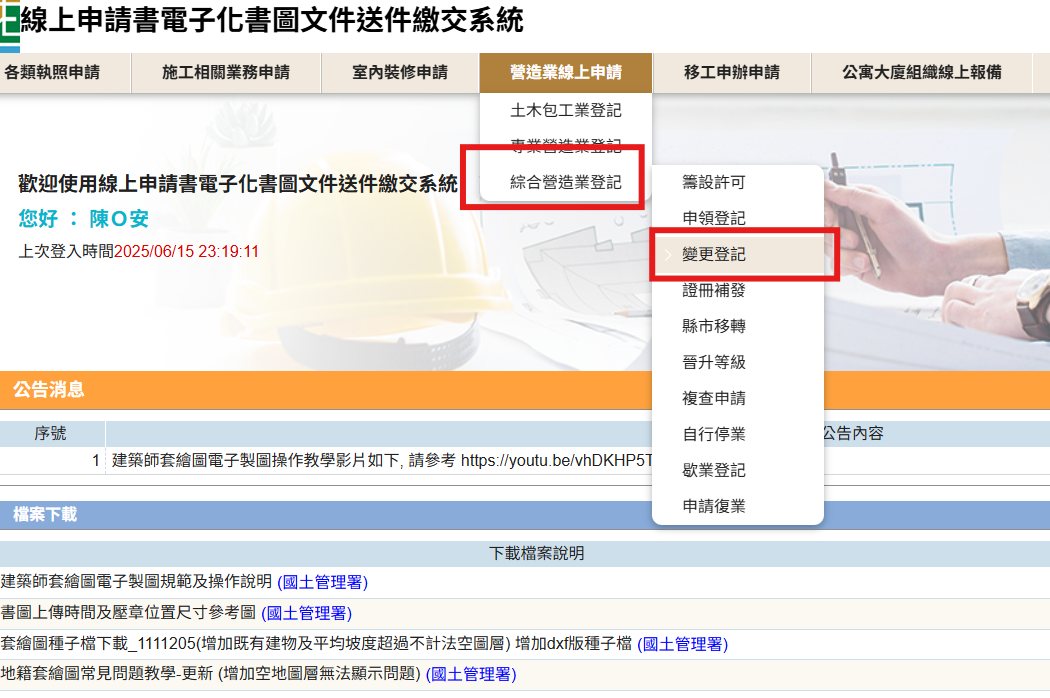 線上申請書電子化書圖文件送件繳交系統
各類執照申請 施工相關業務申請 室內裝修申請 營造業線上申請 移工申辦申請 公寓大廈組織線上報備
土木包工業登記
專業營造業登記
綜合營造業登記
籌設許可
申領登記
變更登記
證冊補發
縣市移轉
晉升等級
複查申請
自行停業
歇業登記
申請復業
歡迎使用線上申請書電子化書圖文件送件繳交系統
您好 : 陳O安
上次登入時間2025/06/15 23:19:11
公告消息
序號 公告內容
1 建築師套繪圖電子製圖操作教學影片如下, 請參考 https://youtu.be/vhDKHP5T
檔案下載
下載檔案說明
建築師套繪圖電子製圖規範及操作說明 (國土管理署)
書圖上傳時間及壓章位置尺寸參考圖 (國土管理署)
套繪圖種子檔下載_1111205(增加既有建物及平均坡度超過不計法空圖層) 增加dxf版種子檔 (國土管理署)
地籍套繪圖常見問題教學-更新 (增加空地圖層無法顯示問題) (國土管理署)